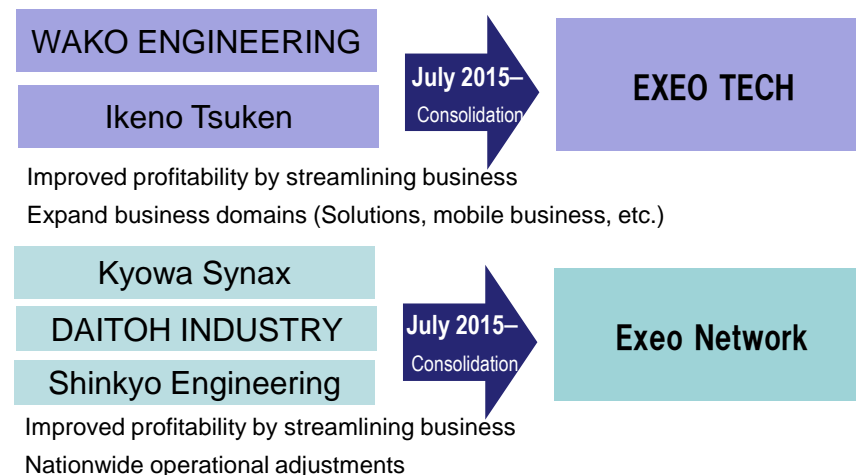 WAKO ENGINEERING
Ikeno Tsuken
July 2015–
Consolidation
EXEO TECH
Improved profitability by streamlining business
Expand business domains (Solutions, mobile business, etc.)
Kyowa Synax
DAITOH INDUSTRY
Shinkyo Engineering
July 2015–
Consolidation
Exeo Network
Improved profitability by streamlining business
Nationwide operational adjustments